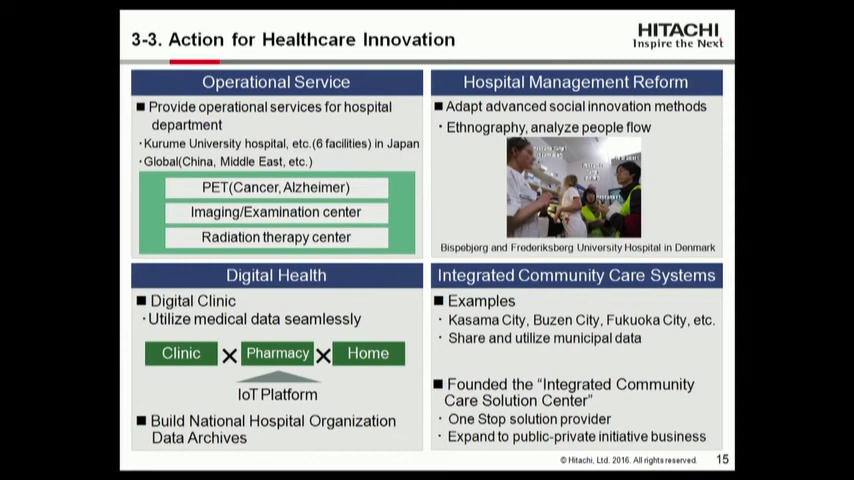 3-3. Action for Healthcare Innovation
HITACHI
Inspire the Next
Operational Service
■ Provide operational services for hospital
department
・Kurume University hospital, etc.(6 facilities) in Japan
・Global(China, Middle East, etc.)
PET(Cancer, Alzheimer)
Imaging/Examination center
Radiation therapy center
Hospital Management Reform
■ Adapt advanced social innovation methods
・Ethnography, analyze people flow
Bispebjerg and Frederiksberg University Hospital in Denmark
Digital Health
■ Digital Clinic
・Utilize medical data seamlessly
Clinic × Pharmacy × Home
IoT Platform
■ Build National Hospital Organization
Data Archives
Integrated Community Care Systems
■ Examples
・ Kasama City, Buzen City, Fukuoka City, etc.
・ Share and utilize municipal data
■ Founded the “Integrated Community
Care Solution Center”
・ One Stop solution provider
・ Expand to public-private initiative business
© Hitachi, Ltd. 2016. All rights reserved.
15